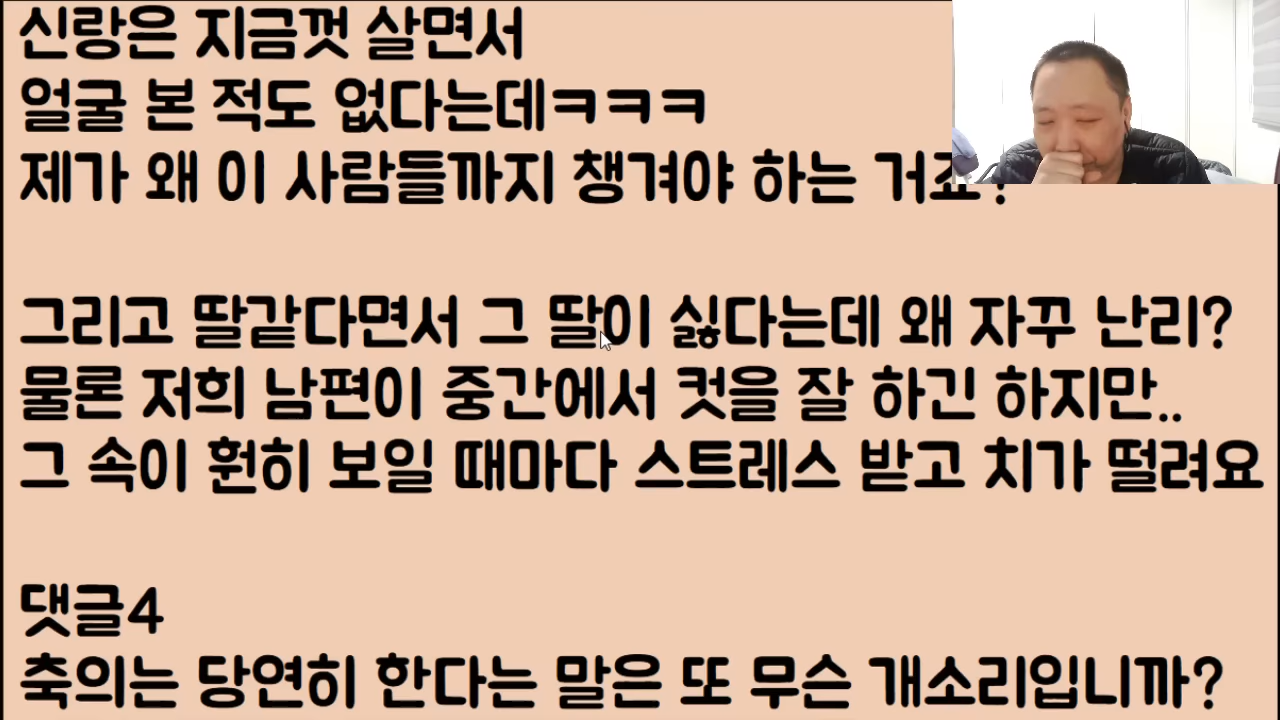 신랑은 지금껏 살면서
얼굴 본 적도 없다는데ㅋㅋㅋ
제가 왜 이 사람들까지 챙겨야 하는 거죠?
그리고 딸같다면서 그 딸이 싫다는데 왜 자꾸 난리?
물론 저희 남편이 중간에서 컷을 잘 하긴 하지만..
그 속이 훤히 보일 때마다 스트레스 받고 치가 떨려요
댓글4
축의는 당연히 한다는 말은 또 무슨 개소리입니까?